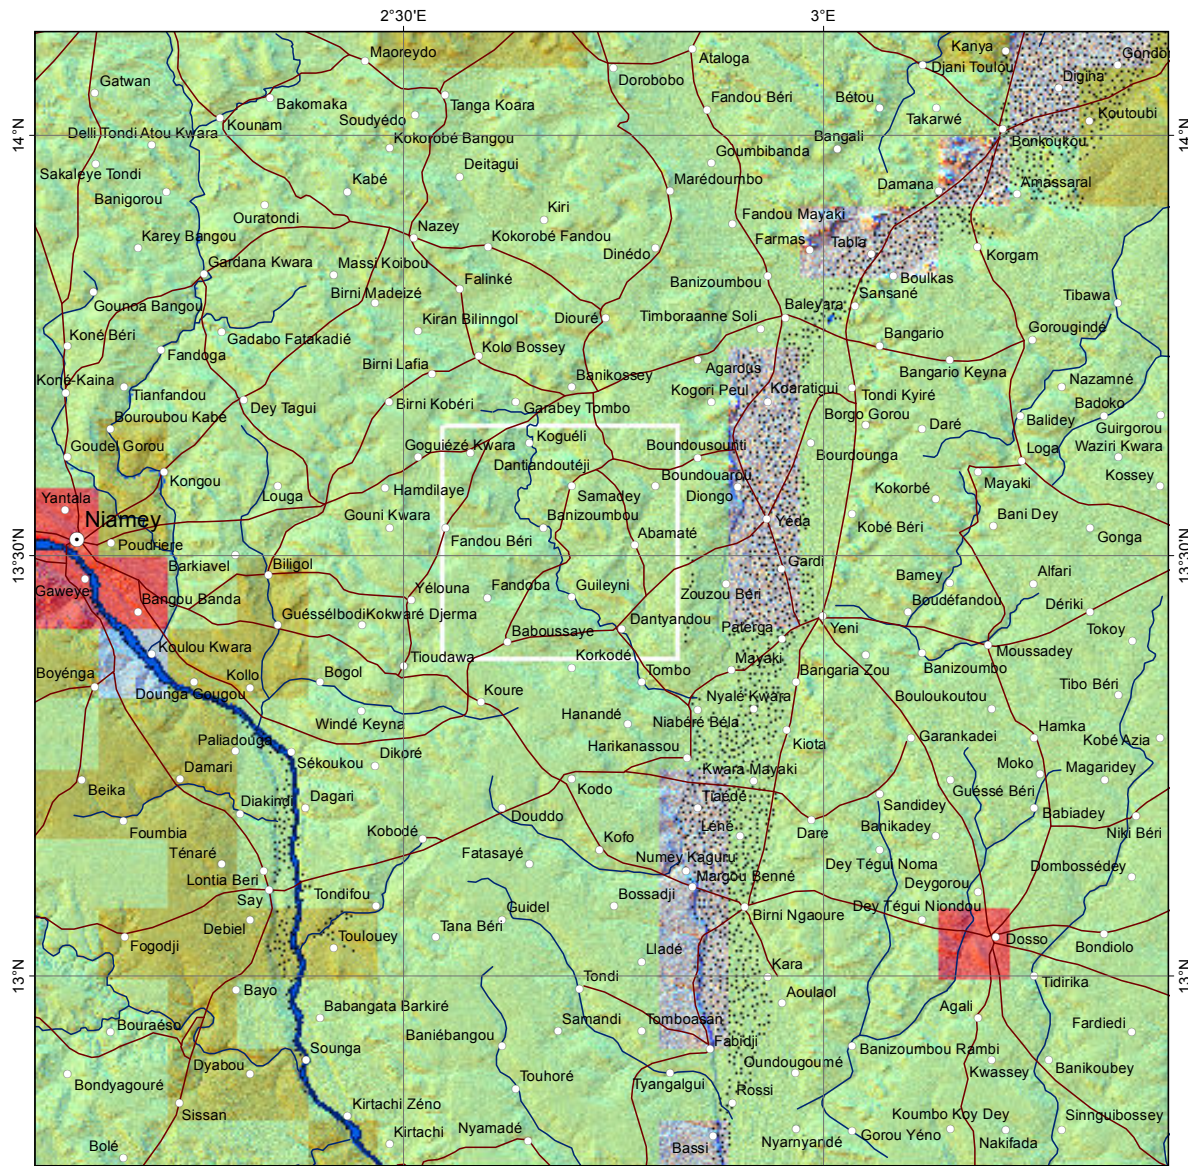 2°30'E
3°E
Maoreydo
Ataloga
Kanya
Gondo
Djani Toulou
Digina
Gatwan
Dorobobo
Bakomaka
Tanga Koara
Fandou Béri
Bétou
Kounam
Soudyédo
Takarwé
Koutoubi
14°N
Delli Tondi Atou Kwara
Kokorobé Bangou
Bangali
Bonkoukou
14°N
Goumbibanda
Deitagui
Sakaleye Tondi
Kabé
Marédoumbo
Damana
Amassaral
Banigorou
Ouratondi
Kiri
Fandou Mayaki
Nazey
Karey Bangou
Kokorobé Fandou
Farmas
Tabla
Dinédo
Korgam
Gardana Kwara
Massi Koibou
Falinké
Banizoumbou
Boulkas
Birni Madeizé
Sansané
Tibawa
Gounoa Bangou
Baleyara
Kiran Bilinngol
Diouré
Timboraanne Soli
Gorougindé
Koné Béri
Gadabo Fatakadié
Bangario
Fandoga
Kolo Bossey
Birni Lafia
Agardus
Bangario Keyna
Koné-Kaina
Banikossey
Nazamné
Tianfandou
Kogori Peul
Koaratigui
Tondi Kyiré
Dey Tagui
Birni Kobéri
Garabey Tombo
Badoko
Bouroubou Kabé
Borgo Gorou
Balidey
Guirgorou
Daré
Goudel Gorou
Goguiézé Kwara
Koguéli
Boundousounti
Waziri Kwara
Bourdounga
Loga
Dantiandoutéji
Kongou
Boundouarou
Kossey
Louga
Hamdilaye
Samadey
Diongo
Kokorbé
Mayaki
Yantala
Gouni Kwara
Banizoumbou
Bani Dey
Niamey
Yéda
Kobé Béri
Gonga
Fandou Béri
Abamaté
13°30'N
Poudriere
13°30'N
Barkiavel
Biligol
Gardi
Gaweye
Yélouna
Fandoba
Guileyni
Zouzou Béri
Bamey
Alfari
Bangou Banda
Boudéfandou
Dériki
Guéssélbodi
Kokwaré Djerma
Dantyandou
Yeni
Koulou Kwara
Baboussaye
Paterga
Tokoy
Moussadey
Tioudawa
Korkodé
Mayaki
Boyénga
Kollo
Bogol
Tombo
Bangaria Zou
Banizoumbo
Tibo Béri
Dounga Gougou
Koure
Nyalé Kwara
Bouloukoutou
Windé Keyna
Hanandé
Niabéré Béla
Hamka
Paliadouga
Kiota
Garankadei
Kobé Azia
Dikoré
Harikanassou
Sékoukou
Moko
Damari
Kwara Mayaki
Magaridey
Beika
Kodo
Guéssé Béri
Diakindi
Dagari
Tiaédé
Sandidey
Babiadey
Foumbia
Douddo
Léné
Dare
Banikadey
Niki Béri
Kobodé
Kofo
Ténaré
Fatasayé
Numey Kaguru
Dey Tégui Noma
Dombossédey
Lontia Beri
Margou Benné
Deygorou
Say
Tondifou
Bossadji
Birni Ngaoure
Dey Tégui Niondou
Guidel
Debiel
Toulouey
Tana Béri
Dosso
Bondiolo
Fogodji
Lladé
13°N
Tondi
Kara
13°N
Tidirika
Bayo
Aoulaol
Babangata Barkiré
Agali
Bouraéso
Baniébangou
Samandi
Tomboasan
Fardiedi
Fabidji
Sounga
Banizoumbou Rambi
Dyabou
Oundougoumé
Kwassey
Banikoubey
Bondyagouré
Touhoré
Tyangalgui
Rossi
Sissan
Kirtachi Zéno
Koumbo Koy Dey
Sinnguibossey
Nyamadé
Kirtachi
Bolé
Bassi
Nyarnyandé
Gorou Yéno
Nakifada